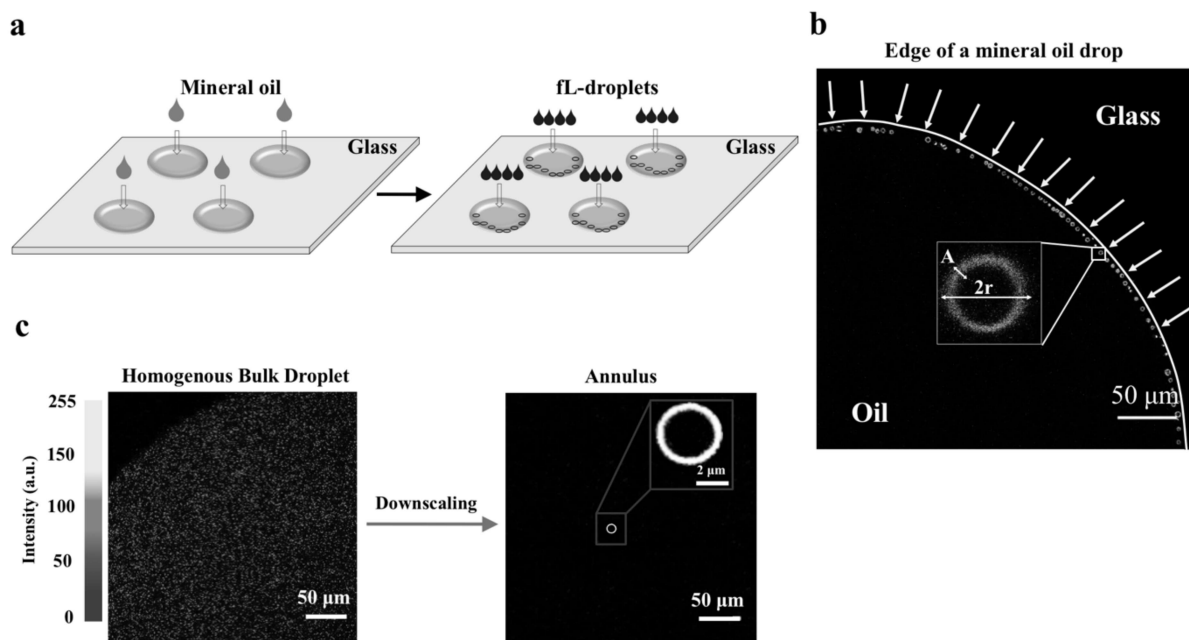 a
Mineral oil
Glass
fL-droplets
Glass
b
Edge of a mineral oil drop
Glass
A
2r
50 μm
Oil
c
Homogenous Bulk Droplet
Intensity (a.u.)
255
150
100
50
0
50 μm
Downscaling
Annulus
2 μm
50 μm